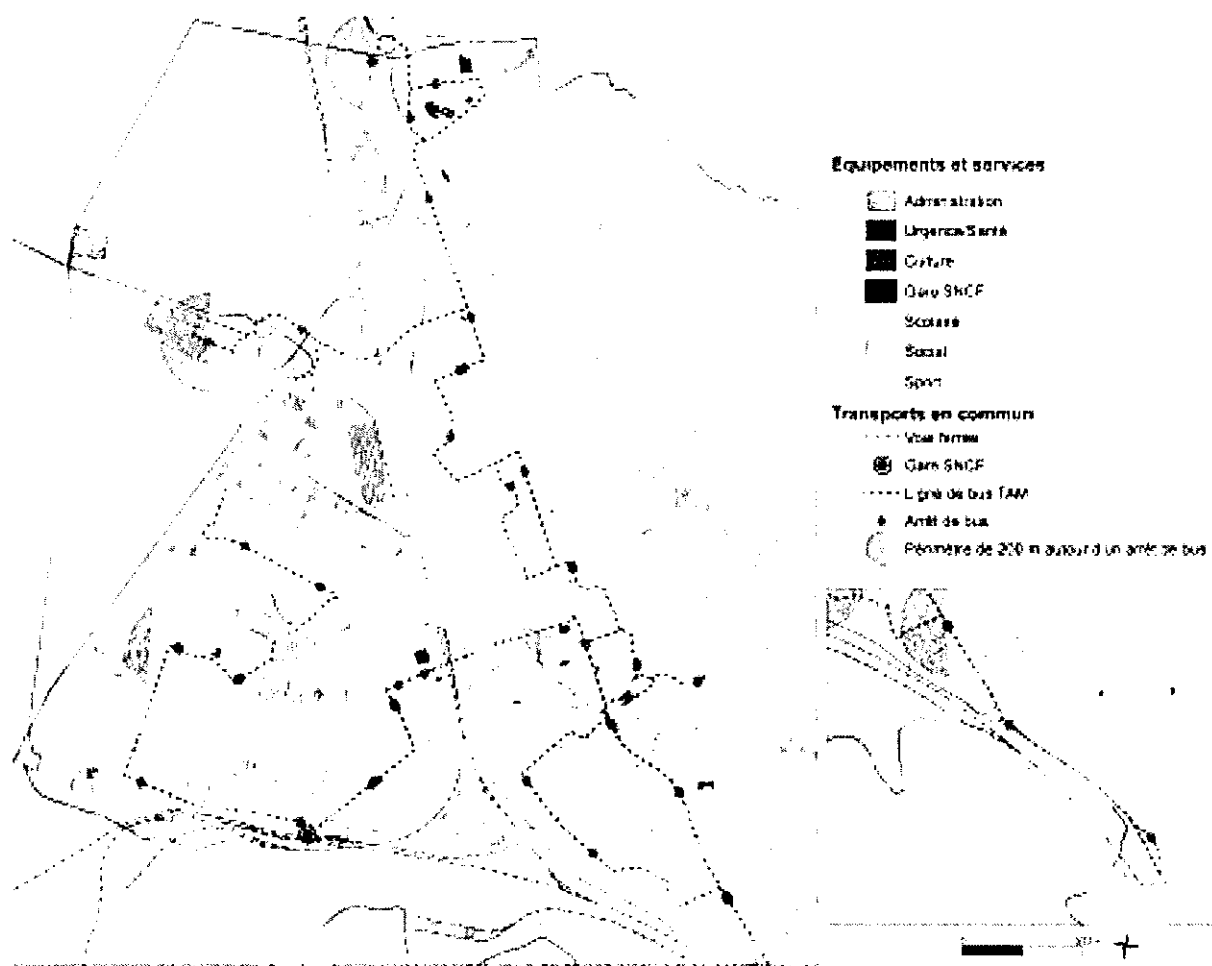 Equipements et services
Administration
Urgence/Santé
Culture
Gare SNCF
Scolaire
Social
Sport
Transports en commun
Voie ferrée
Gare SNCF
Ligne de bus TAM
Arrêt de bus
Périmètre de 200 m autour d'un arrêt de bus